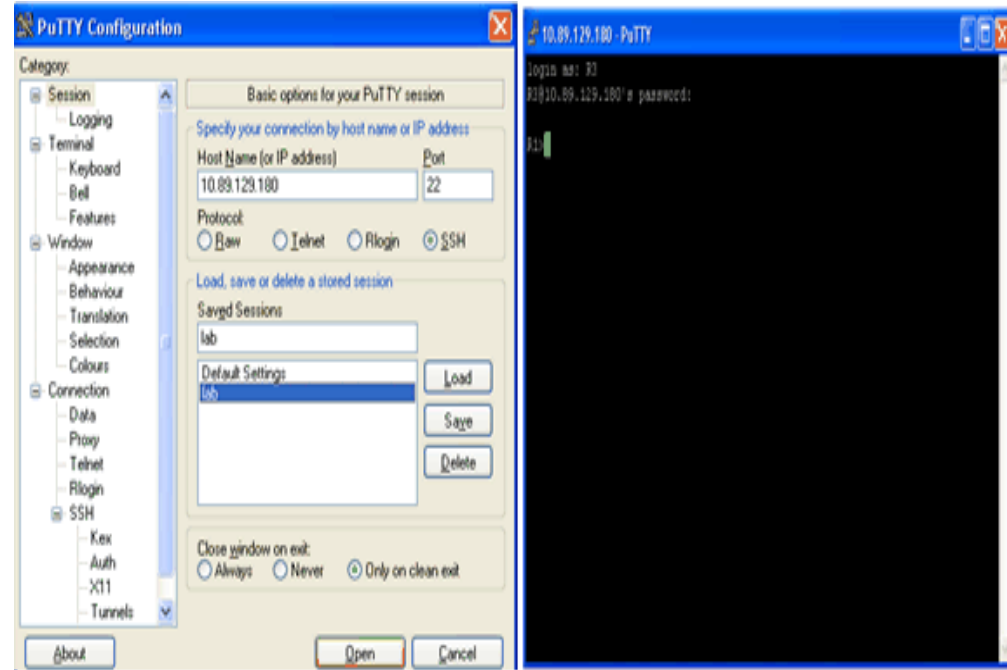 PuTTY Configuration
Category:
Session
Logging
Terminal
Keyboard
Bell
Features
Window
Appearance
Behaviour
Translation
Selection
Colours
Connection
Data
Proxy
Telnet
Rlogin
SSH
Kex
Auth
X11
Tunnels
Basic options for your PuTTY session
Specify your connection by host name or IP address
Host Name (or IP address) Port
10.89.129.180 22
Protocol:
Raw Telnet Rlogin SSH
Load, save or delete a stored session
Saved Sessions
lab
Default Settings
lab
Load
Save
Delete
Close window on exit:
Always Never Only on clean exit
About Open Cancel
10.89.129.180 - PuTTY
login as: R3
R3@10.89.129.180's password:
R1>